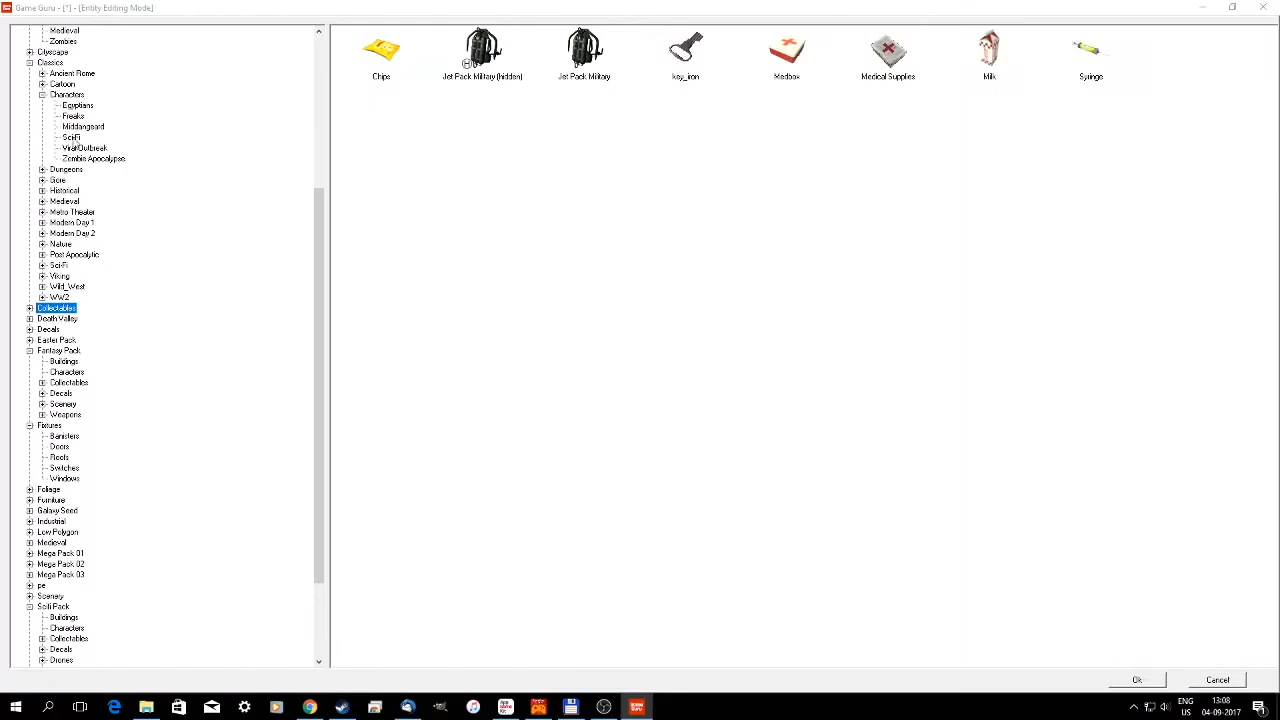 Game Guru - [*] - [Entity Editing Mode]
Medieval
Zombies
Cityscape
Classics
Ancient Rome
Cartoon
Characters
Egyptians
Freaks
Middangeard
Sci-Fi
Viral Outbreak
Zombie Apocalypse
Dungeons
Gore
Historical
Medieval
Metro Theater
Modern Day 1
Modern Day 2
Nature
Post Apocalytic
Sci-Fi
Viking
Wild_West
WW2
Collectables
Death Valley
Decals
Easter Pack
Fantasy Pack
Buildings
Characters
Collectables
Decals
Scenery
Weapons
Fixtures
Banisters
Doors
Roofs
Switches
Windows
Foliage
Furniture
Galaxy Seed
Industrial
Low Polygon
Medieval
Mega Pack 01
Mega Pack 02
Mega Pack 03
pe
Scenery
Scifi Pack
Buildings
Characters
Collectables
Decals
Drones
Chips
Jet Pack Military (hidden)
Jet Pack Military
key_iron
Medbox
Medical Supplies
Milk
Syringe
Ok
Cancel
ENG
US
13:08
04-09-2017